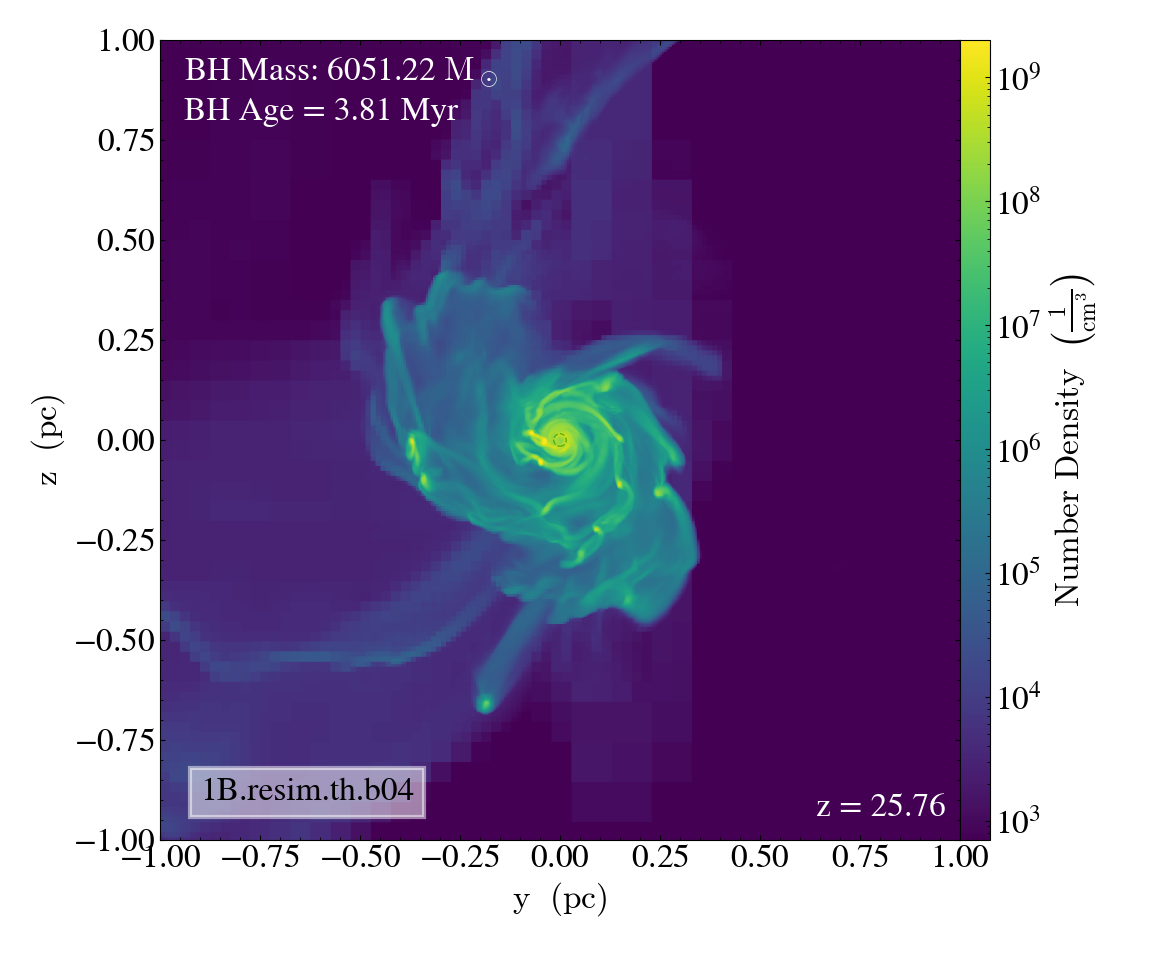 BH Mass: 6051.22 M⊙
BH Age = 3.81 Myr
1B.resim.th.b04
z = 25.76
1.00
0.75
0.50
0.25
0.00
−0.25
−0.50
−0.75
−1.00
z (pc)
−1.00 −0.75 −0.50 −0.25 0.00 0.25 0.50 0.75 1.00
y (pc)
10⁹
10⁸
10⁷
10⁶
10⁵
10⁴
10³
Number Density (1/cm³)